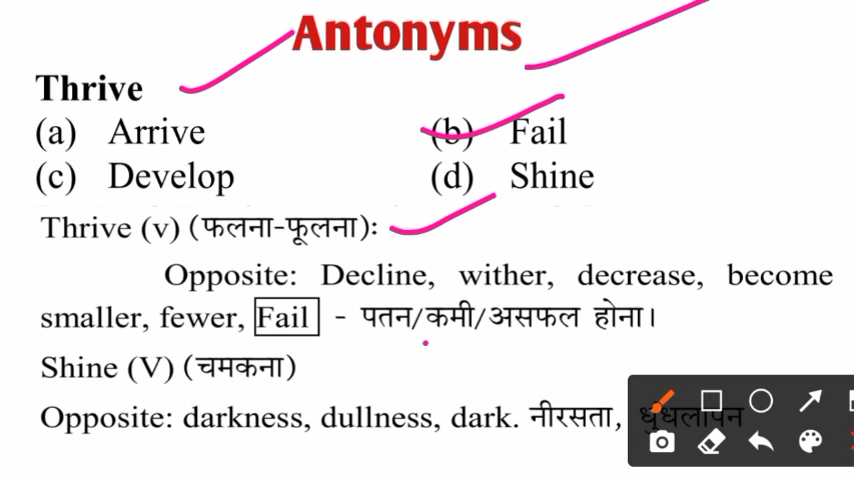 Antonyms
Thrive
(a) Arrive (b) Fail
(c) Develop (d) Shine
Thrive (v) (फलना-फूलना):
Opposite: Decline, wither, decrease, become
smaller, fewer, Fail - पतन/कमी/असफल होना।
Shine (V) (चमकना)
Opposite: darkness, dullness, dark. नीरसता,